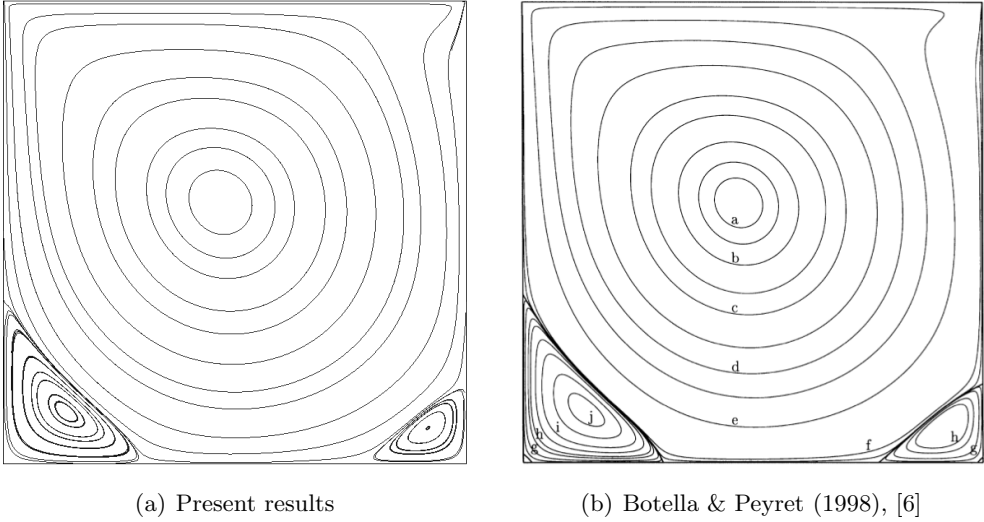 a
b
c
d
e
f
j
i
h
g
h
g
(a) Present results
(b) Botella & Peyret (1998), [6]